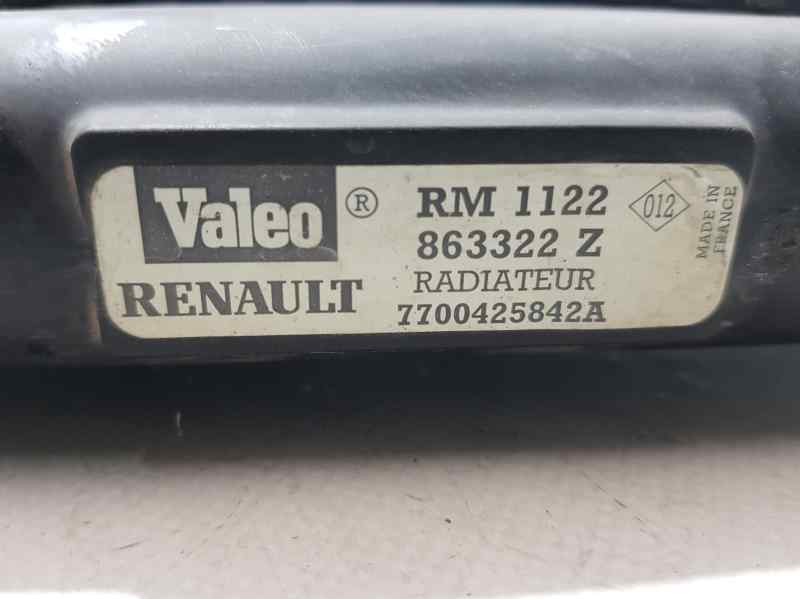 Valeo ® RM 1122
863322 Z
RENAULT RADIATEUR
7700425842A
012
MADE IN
FRANCE